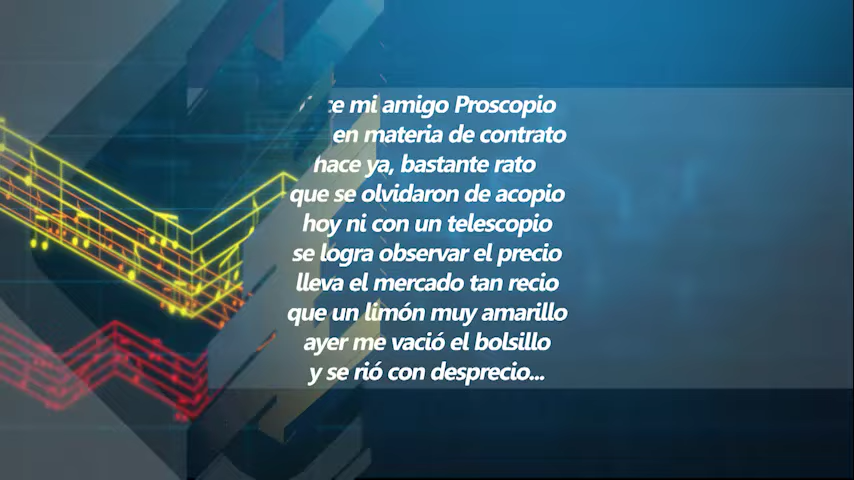 mi amigo Proscopio
en materia de contrato
hace ya, bastante rato
que se olvidaron de acopio
hoy ni con un telescopio
se logra observar el precio
lleva el mercado tan recio
que un limón muy amarillo
ayer me vació el bolsillo
y se rió con desprecio...